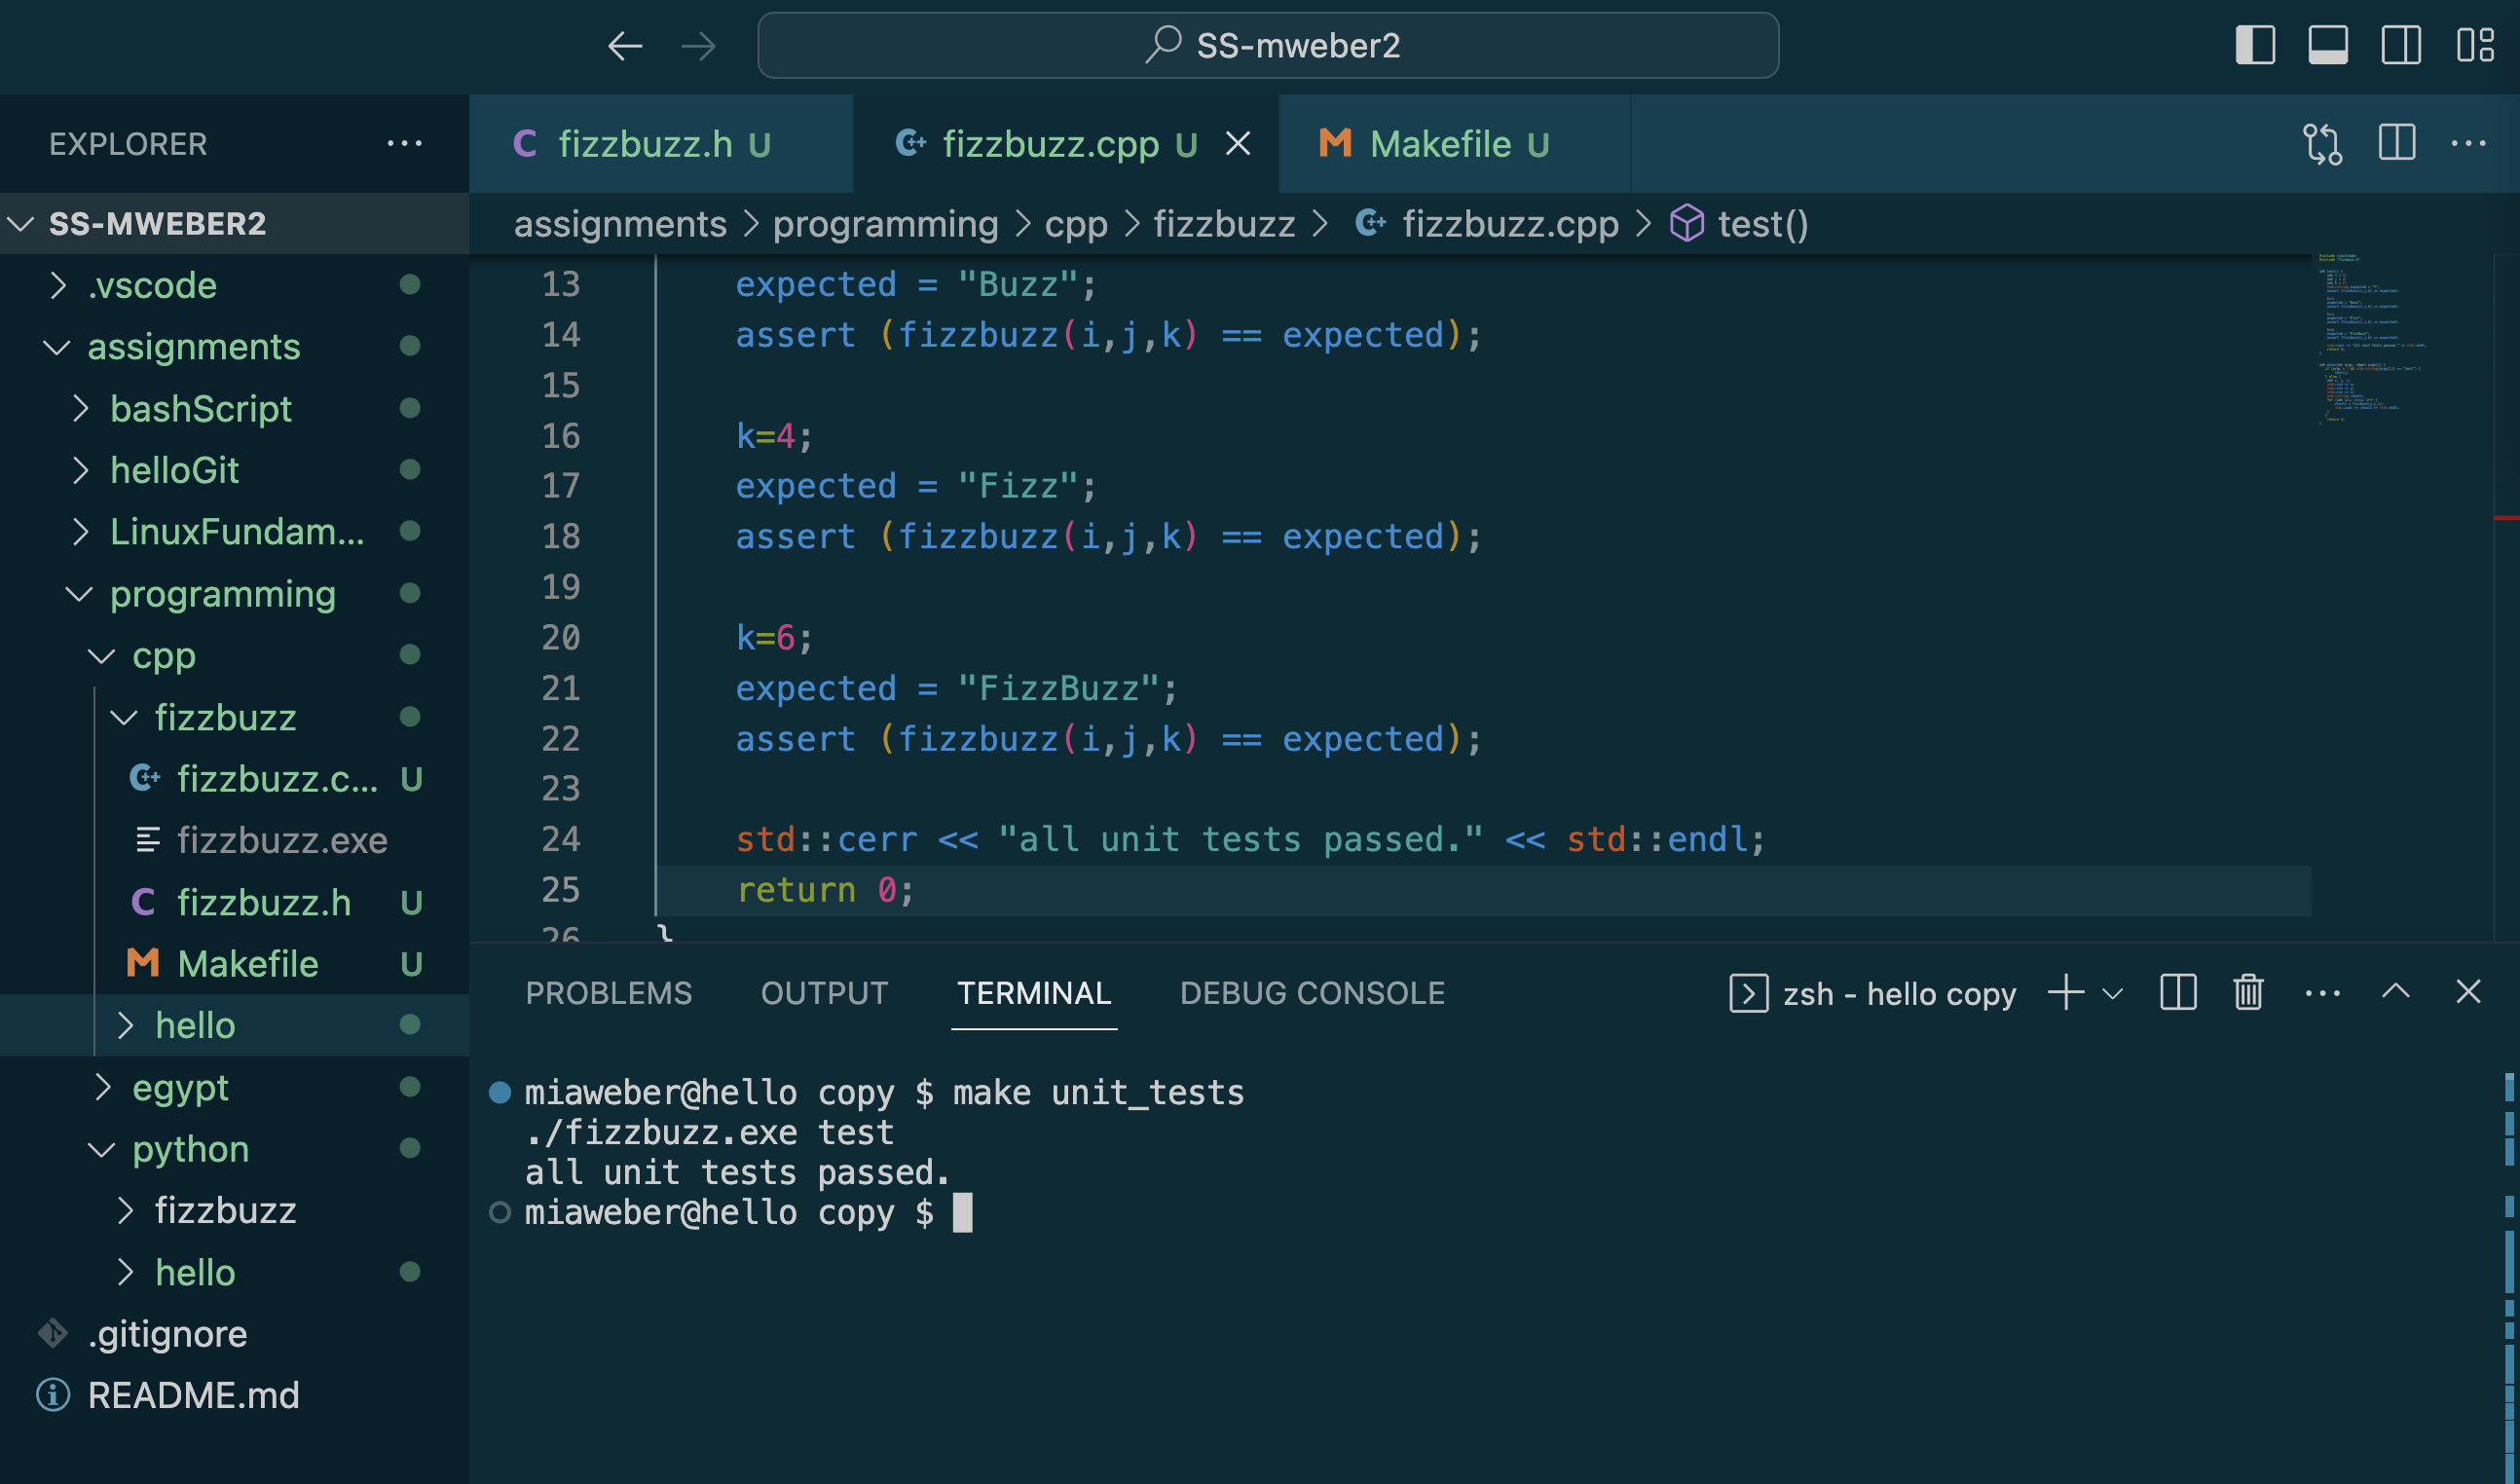 SS-mweber2
EXPLORER
fizzbuzz.h U
fizzbuzz.cpp U
Makefile U
SS-MWEBER2
assignments > programming > cpp > fizzbuzz > fizzbuzz.cpp > test()
.vscode
assignments
bashScript
helloGit
LinuxFundam...
programming
cpp
fizzbuzz
fizzbuzz.c... U
fizzbuzz.exe
fizzbuzz.h U
Makefile U
hello
egypt
python
fizzbuzz
hello
.gitignore
README.md
13 expected = "Buzz";
14 assert (fizzbuzz(i,j,k) == expected);
15
16 k=4;
17 expected = "Fizz";
18 assert (fizzbuzz(i,j,k) == expected);
19
20 k=6;
21 expected = "FizzBuzz";
22 assert (fizzbuzz(i,j,k) == expected);
23
24 std::cerr << "all unit tests passed." << std::endl;
25 return 0;
26 }
PROBLEMS OUTPUT TERMINAL DEBUG CONSOLE
zsh - hello copy
miaweber@hello copy $ make unit_tests
./fizzbuzz.exe test
all unit tests passed.
miaweber@hello copy $